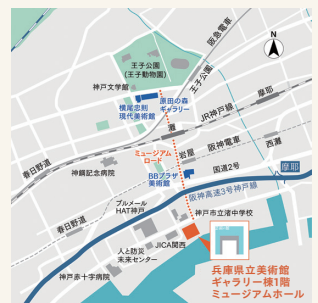 阪急電車
N
王子公園
(王子動物園)
王子公園
神戸文学館
原田の森
ギャラリー
横尾忠則
現代美術館
摩耶
JR神戸線
灘
春日野道
ミュージアム
ロード
岩屋
阪神電車
西灘
神鋼記念病院
国道2号
摩耶
BBプラザ
美術館
阪神高速3号神戸線
春日野道
ブルメール
HAT神戸
神戸市立渚中学校
JICA関西
人と防災
未来センター
神戸赤十字病院
兵庫県立美術館
ギャラリー棟1階
ミュージアムホール